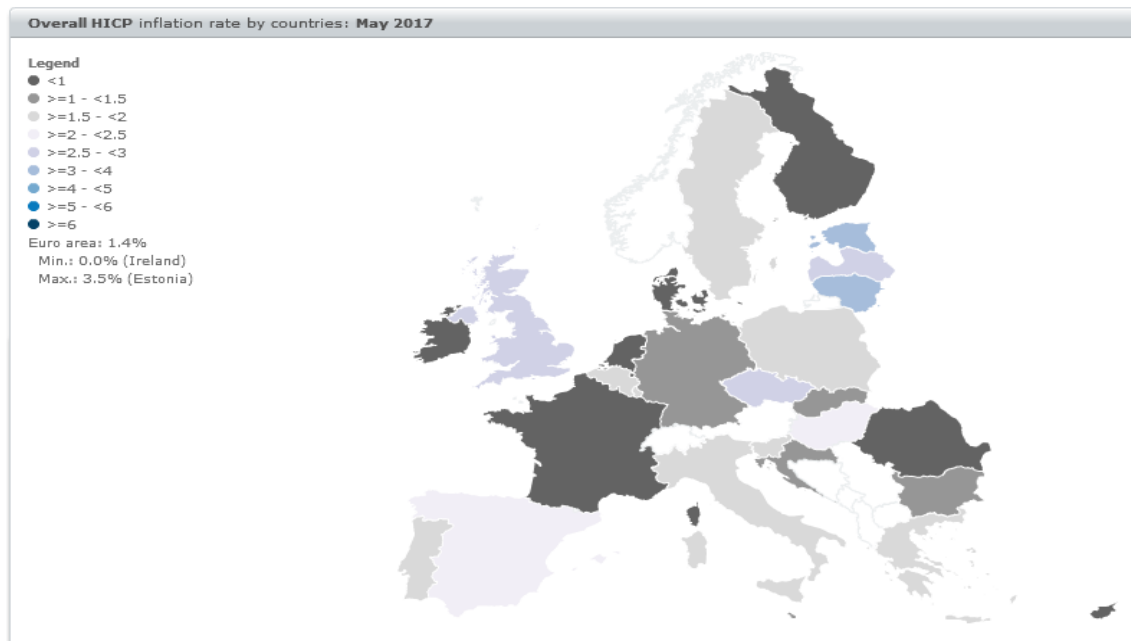 Overall HICP inflation rate by countries: May 2017
Legend
<1
>=1 - <1.5
>=1.5 - <2
>=2 - <2.5
>=2.5 - <3
>=3 - <4
>=4 - <5
>=5 - <6
>=6
Euro area: 1.4%
Min.: 0.0% (Ireland)
Max.: 3.5% (Estonia)